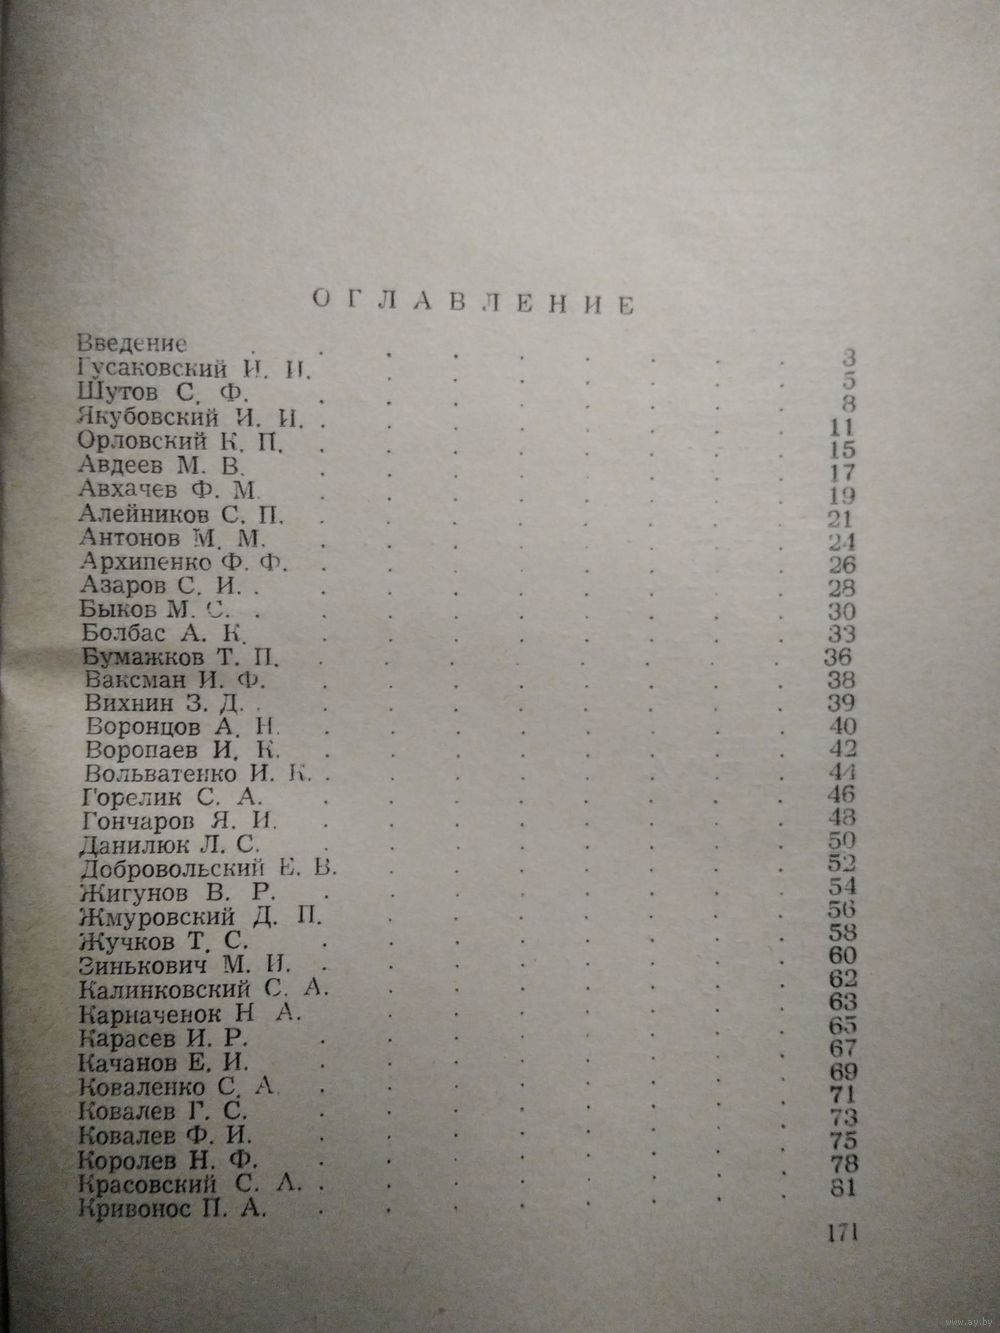 ОГЛАВЛЕНИЕ
Введение . . . . . . . . . 3
Гусаковский И. И. . . . . . . . 5
Шутов С. Ф. . . . . . . . . 8
Якубовский И. И. . . . . . . . . 11
Орловский К. П. . . . . . . . . 15
Авдеев М. В. . . . . . . . . 17
Авхачев Ф. М. . . . . . . . . 19
Алейников С. П. . . . . . . . . 21
Антонов М. М. . . . . . . . . 24
Архипенко Ф. Ф. . . . . . . . . 26
Азаров С. И. . . . . . . . . . 28
Быков М. С. . . . . . . . . . 30
Болбас А. К. . . . . . . . . 33
Бумажков Т. П. . . . . . . . . 36
Ваксман И. Ф. . . . . . . . . 38
Вихнин З. Д. . . . . . . . . . 39
Воронцов А. Н. . . . . . . . . 40
Воропаев И. К. . . . . . . . . 42
Вольватенко И. К. . . . . . . . . 44
Горелик С. А. . . . . . . . . 46
Гончаров Я. И. . . . . . . . . 48
Данилюк Л. С. . . . . . . . . 50
Добровольский Е. В. . . . . . . . 52
Жигунов В. Р. . . . . . . . . 54
Жмуровский Д. П. . . . . . . . 56
Жучков Т. С. . . . . . . . . 58
Зинькович М. И. . . . . . . . . 60
Калинковский С. А. . . . . . . . 62
Карначенок Н А. . . . . . . . 63
Карасев И. Р. . . . . . . . . 65
Качанов Е. И. . . . . . . . . 67
Коваленко С. А. . . . . . . . . 69
Ковалев Г. С. . . . . . . . . 71
Ковалев Ф. И. . . . . . . . . 73
Королев Н. Ф. . . . . . . . . 75
Красовский С. А. . . . . . . . . 78
Кривонос П. А. . . . . . . . . 81
171
www.ay.by